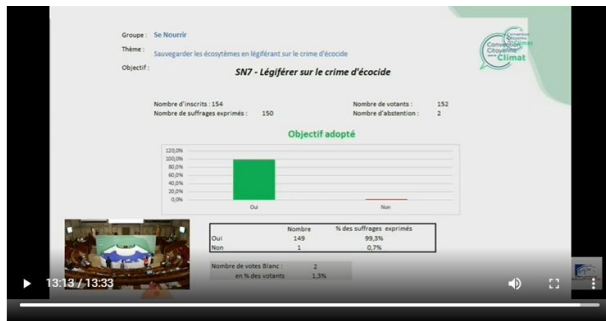 Groupe : Se Nourrir
Thème : Sauvegarder les écosytèmes en légiférant sur le crime d'écocide
Objectif :
SN7 - Légiférer sur le crime d'écocide
Convention
Citoyenne
Climat
Nombre d'inscrits : 154
Nombre de votants : 152
Nombre de suffrages exprimés : 150
Nombre d'abstention : 2
Objectif adopté
120,0%
100,0%
80,0%
60,0%
40,0%
20,0%
0,0%
Oui Non
Nombre % des suffrages exprimés
Oui 149 99,3%
Non 1 0,7%
Nombre de votes Blanc : 2
en % des votants 1,3%
13:13 / 13:33